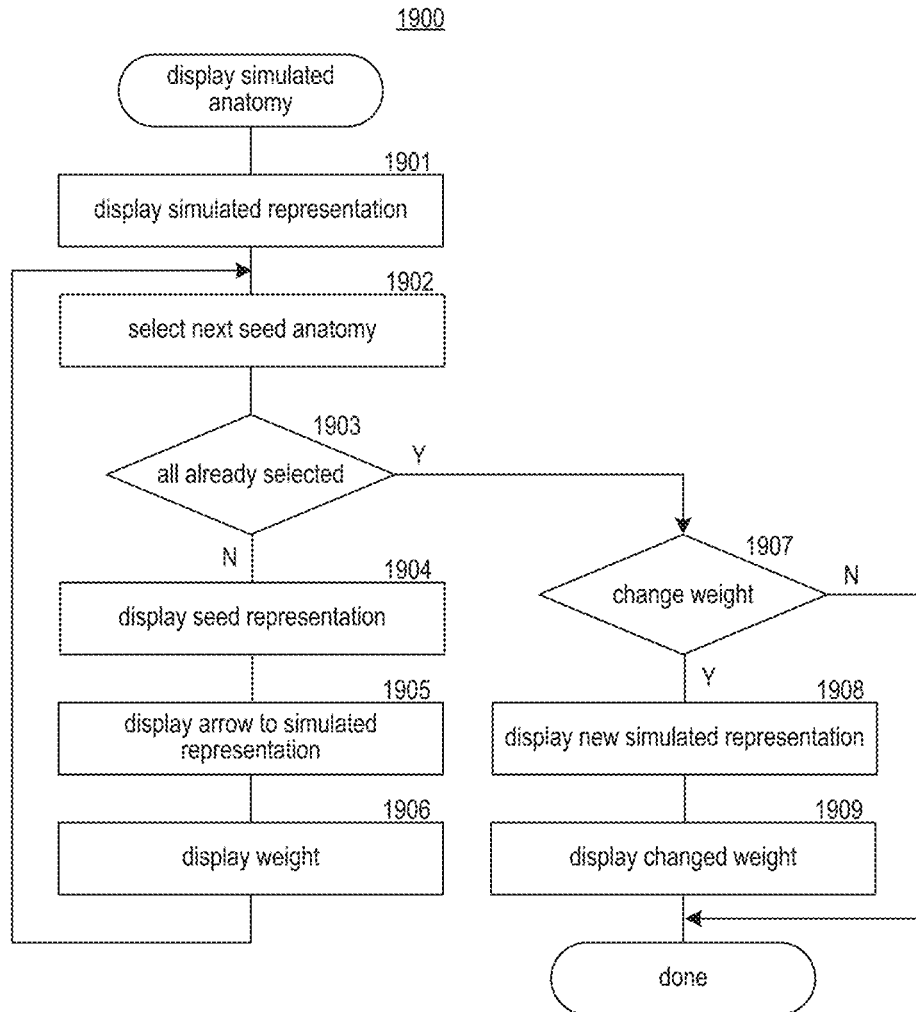 1900
display simulated
anatomy
1901
display simulated representation
1902
select next seed anatomy
1903
all already selected
Y
N
1904
display seed representation
1905
display arrow to simulated
representation
1906
display weight
1907
change weight
N
Y
1908
display new simulated representation
1909
display changed weight
done